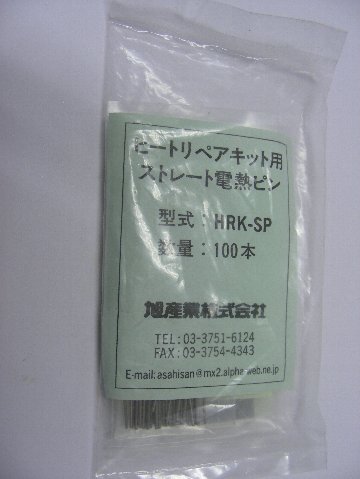 ヒートリペアキット用
ストレート電熱ピン
型式：HRK-SP
数量：100本
旭産業株式会社
TEL:03-3751-6124
FAX:03-3754-4343
E-mail:asahisan@mx2.alpha-web.ne.jp